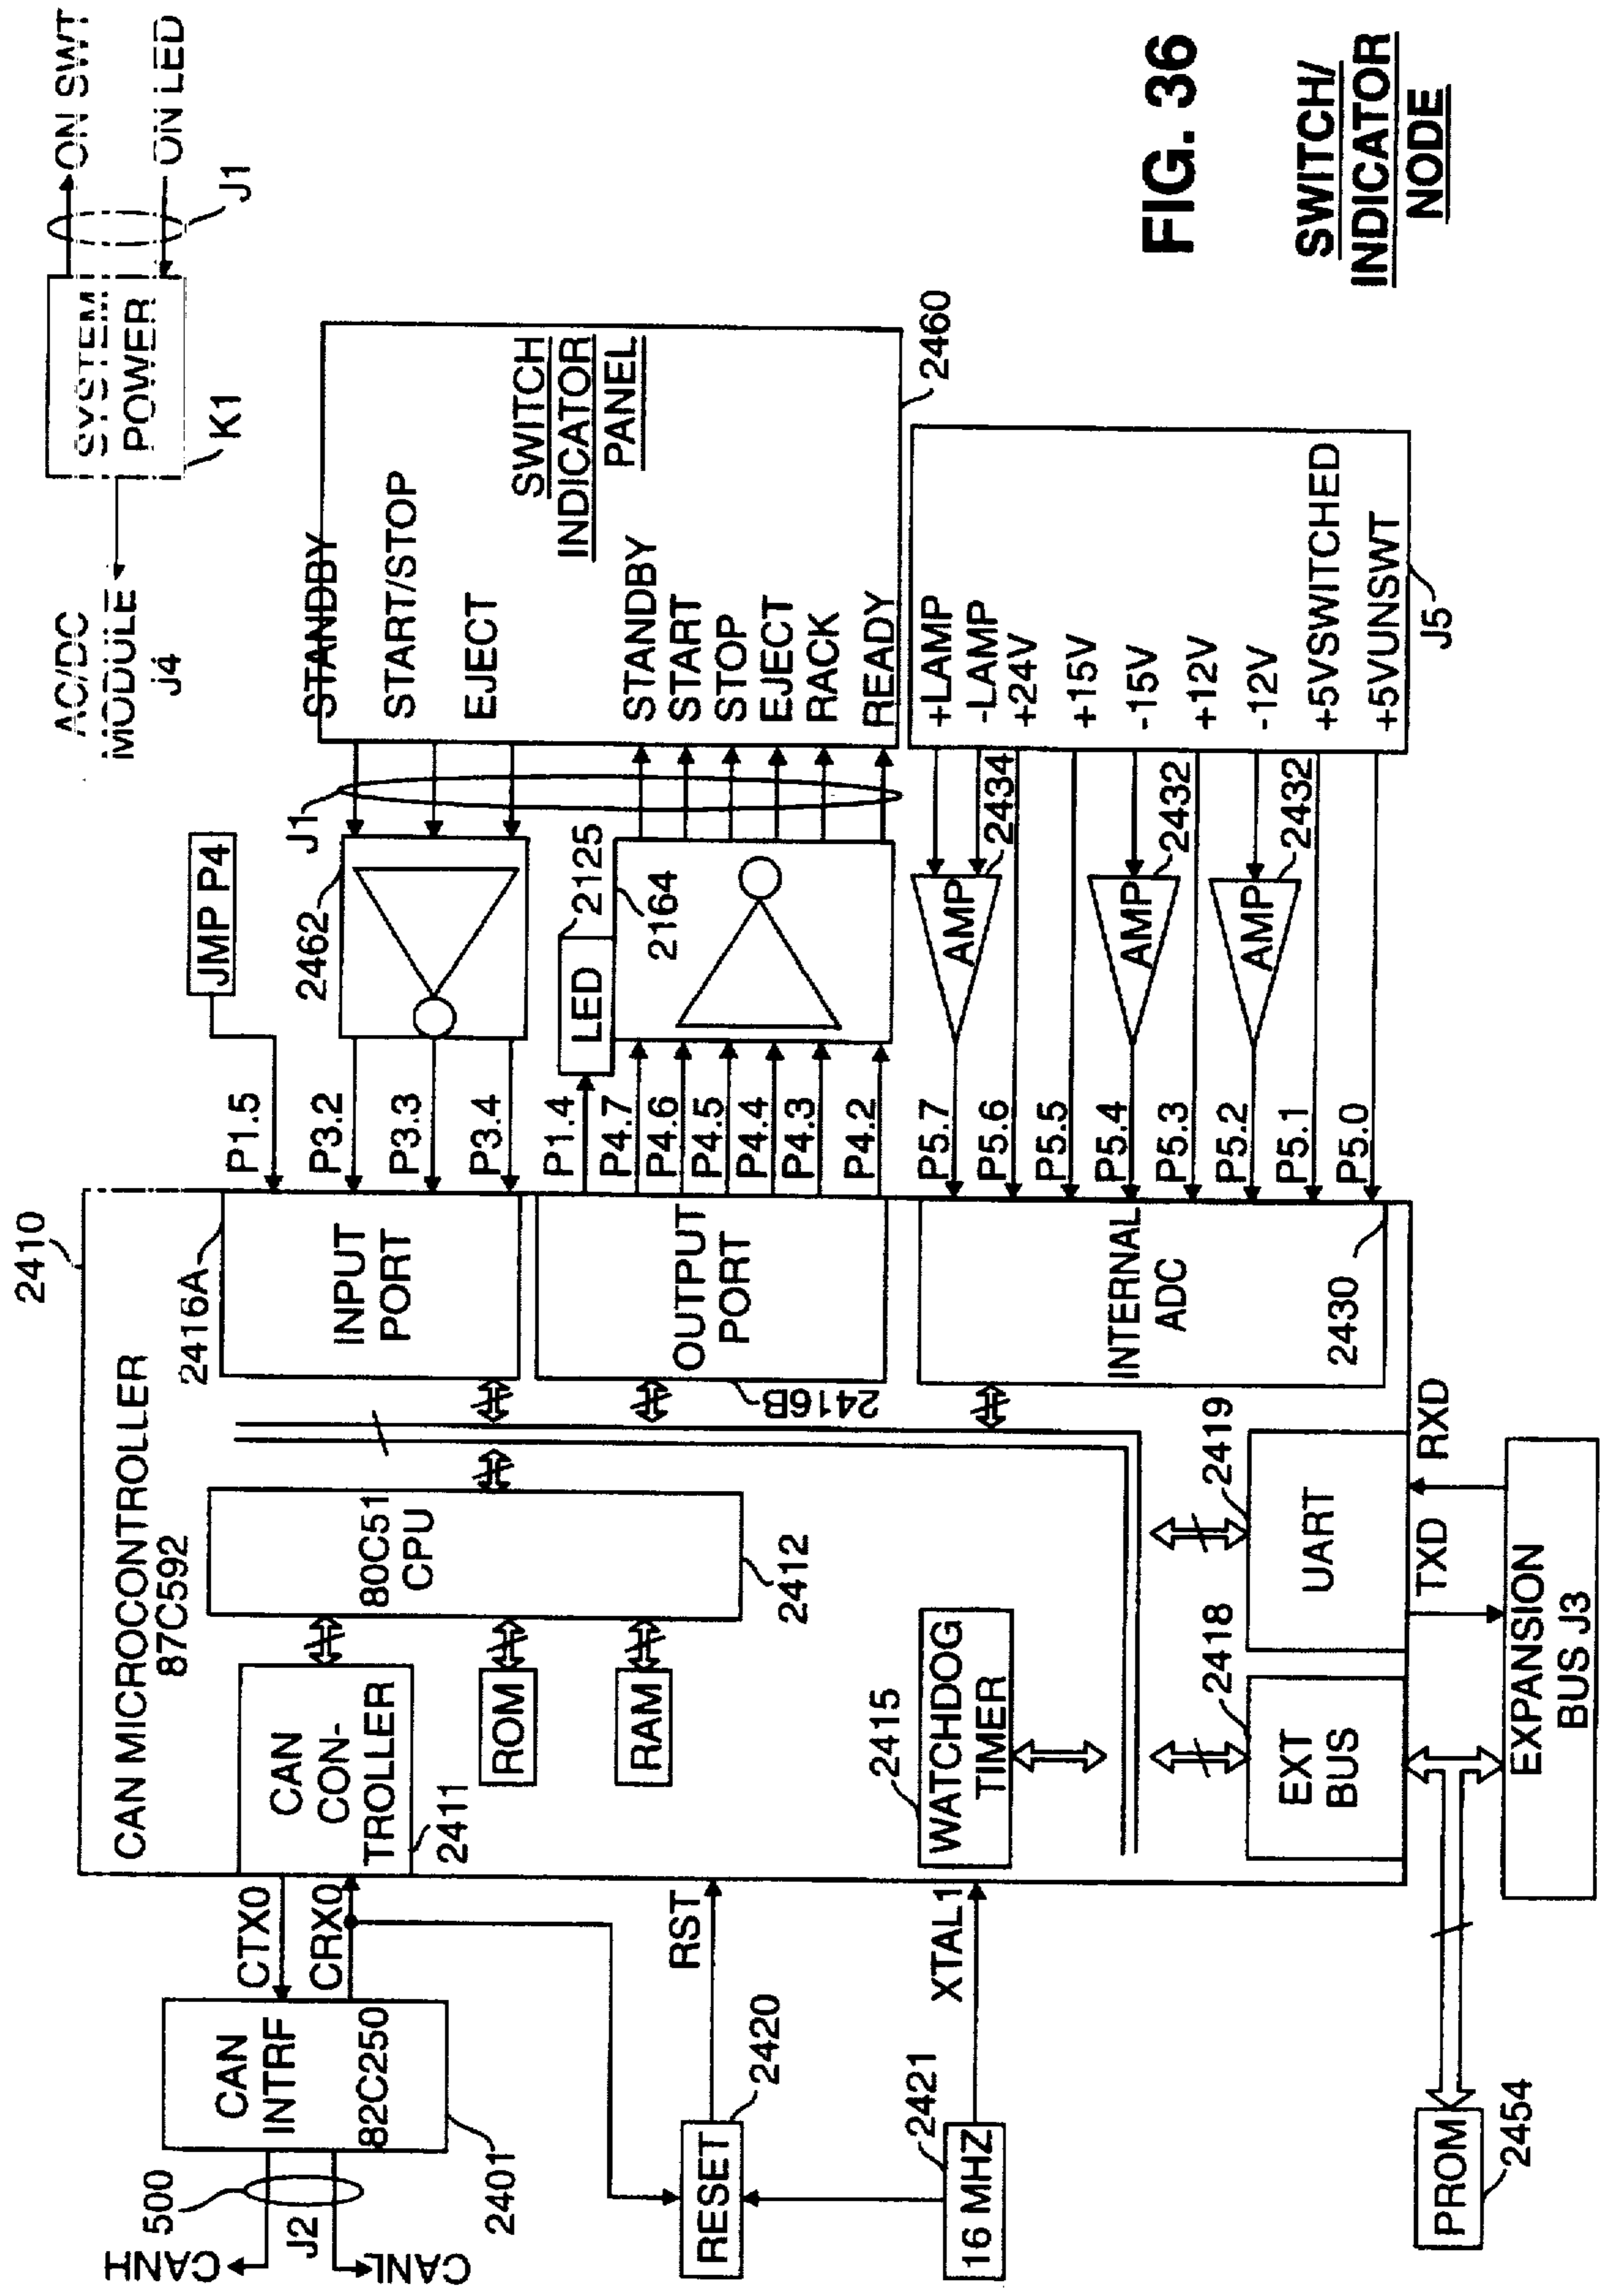 ON SWT
ON LED
J1
SYSTEM
POWER
K1
AC/DC
MODULE
J4
FIG. 36
SWITCH/
INDICATOR
NODE
2410
CAN MICROCONTROLLER
87C592
500
CANH
CANL
J2
CAN
INTRF
82C250
2401
CTX0
CRX0
CAN
CON-
TROLLER
2411
ROM
RAM
80C51
CPU
2412
2416A
INPUT
PORT
OUTPUT
PORT
2416B
INTERNAL
ADC
2430
JMP P4
P1.5
P3.2
P3.3
P3.4
2462
J1
STANDBY
START/STOP
EJECT
SWITCH
INDICATOR
PANEL
2460
P1.4
LED
2125
2164
P4.7
P4.6
P4.5
P4.4
P4.3
P4.2
STANDBY
START
STOP
EJECT
RACK
READY
P5.7
P5.6
P5.5
P5.4
P5.3
P5.2
P5.1
P5.0
AMP
2434
AMP
2432
AMP
2432
+LAMP
-LAMP
+24V
+15V
-15V
+12V
-12V
+5VSWITCHED
+5VUNSWT
J5
RESET
2420
RST
16 MHZ
2421
XTAL1
2415
WATCHDOG
TIMER
2418
EXT
BUS
2419
UART
TXD
RXD
EXPANSION
BUS J3
PROM
2454